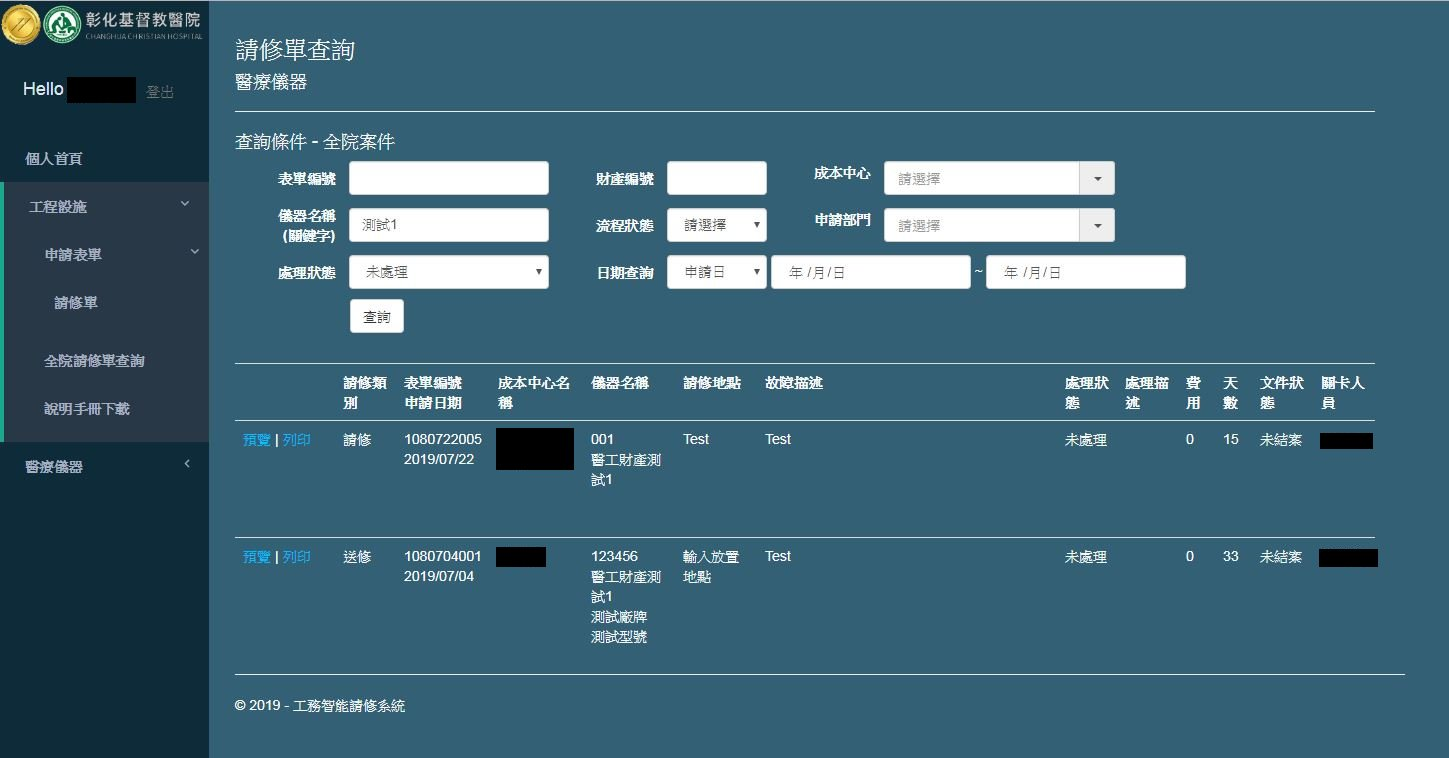 彰化基督教醫院
CHANGHUA CHRISTIAN HOSPITAL
Hello 登出
個人首頁
工程設施
申請表單
請修單
全院請修單查詢
說明手冊下載
醫療儀器
請修單查詢
醫療儀器
查詢條件 - 全院案件
表單編號 財產編號 成本中心 請選擇
儀器名稱 (關鍵字) 測試1 流程狀態 請選擇 申請部門 請選擇
處理狀態 未處理 日期查詢 申請日 年 /月/日 ~ 年 /月/日
查詢
請修類別 表單編號 申請日期 成本中心名稱 儀器名稱 請修地點 故障描述 處理狀態 處理描述 費用 天數 文件狀態 關卡人員
預覽 | 列印 請修 1080722005 001 Test Test 未處理 0 15 未結案
2019/07/22 醫工財產測
試1
預覽 | 列印 送修 1080704001 123456 輸入放置 Test 未處理 0 33 未結案
2019/07/04 醫工財產測 地點
試1
測試廠牌
測試型號
© 2019 - 工務智能請修系統